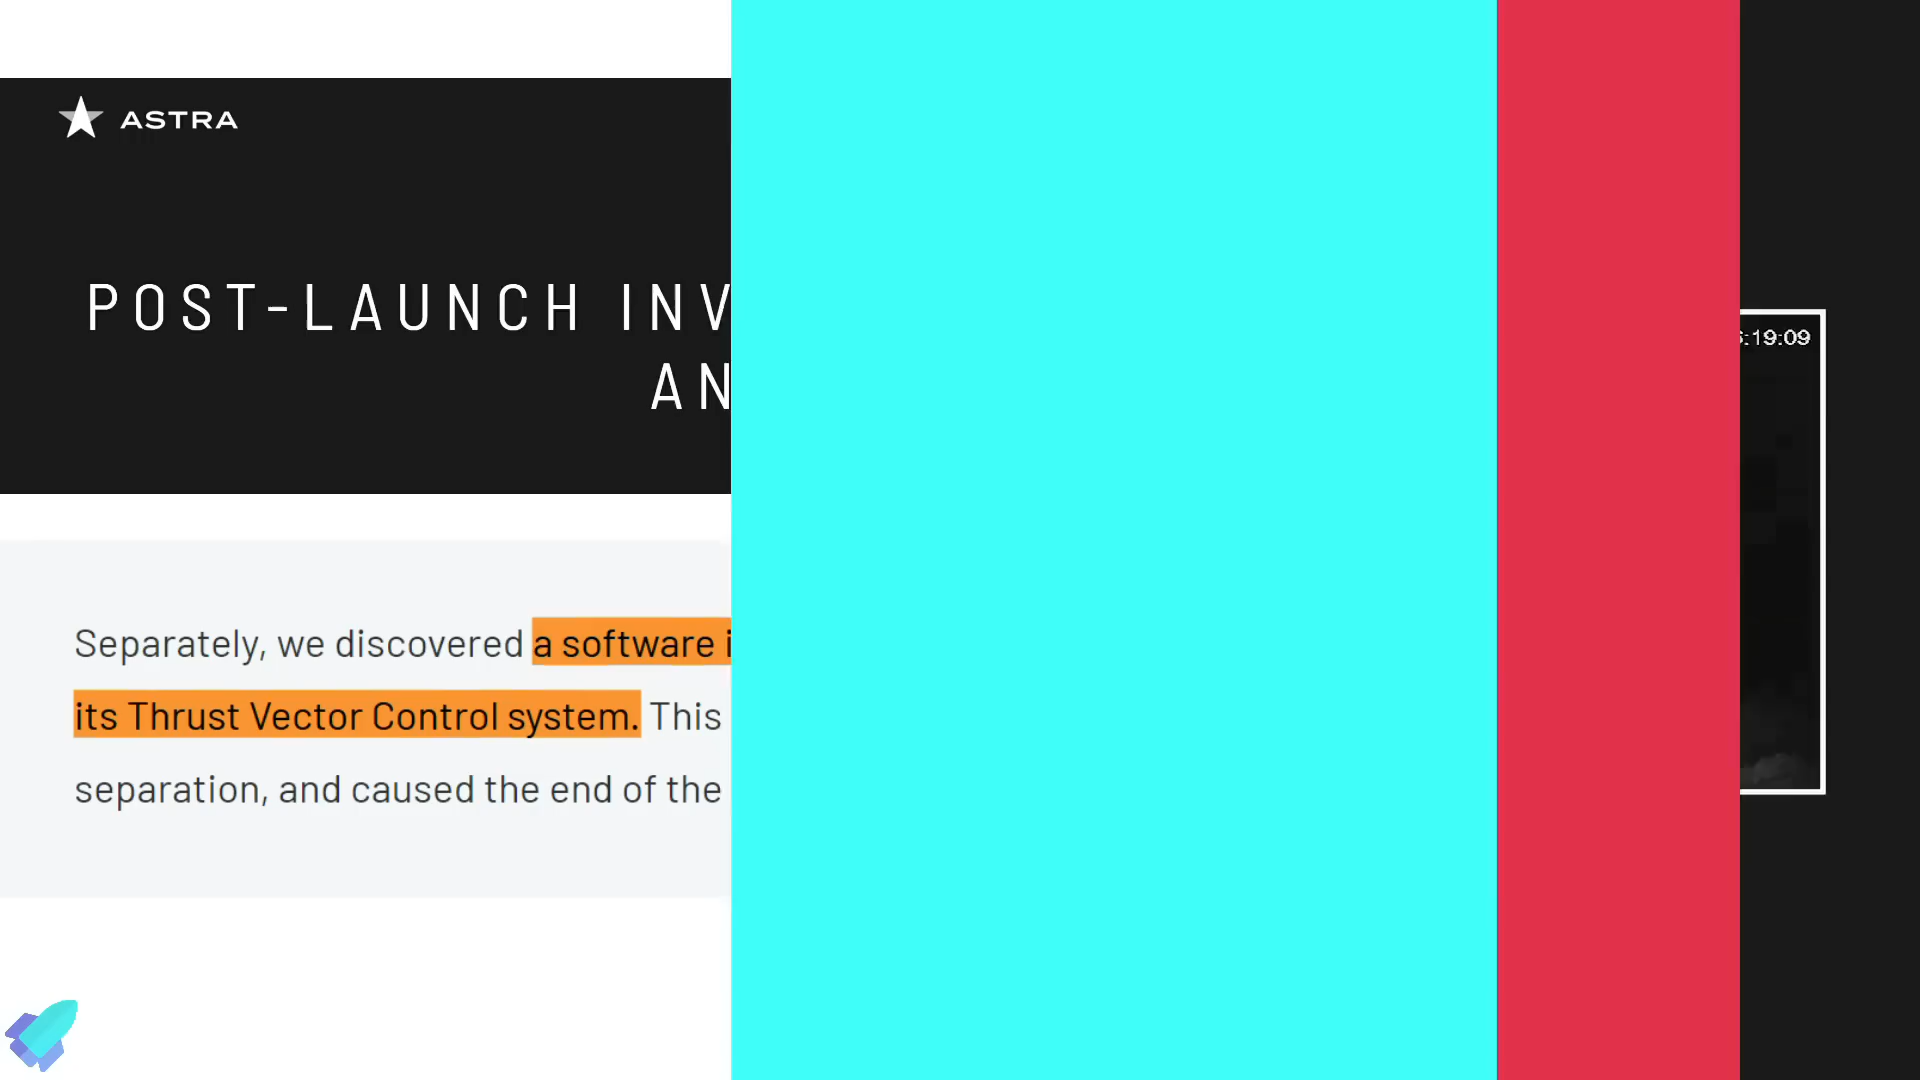 ASTRA
POST-LAUNCH INV
AN
:19:09
Separately, we discovered a software i
its Thrust Vector Control system. This
separation, and caused the end of the